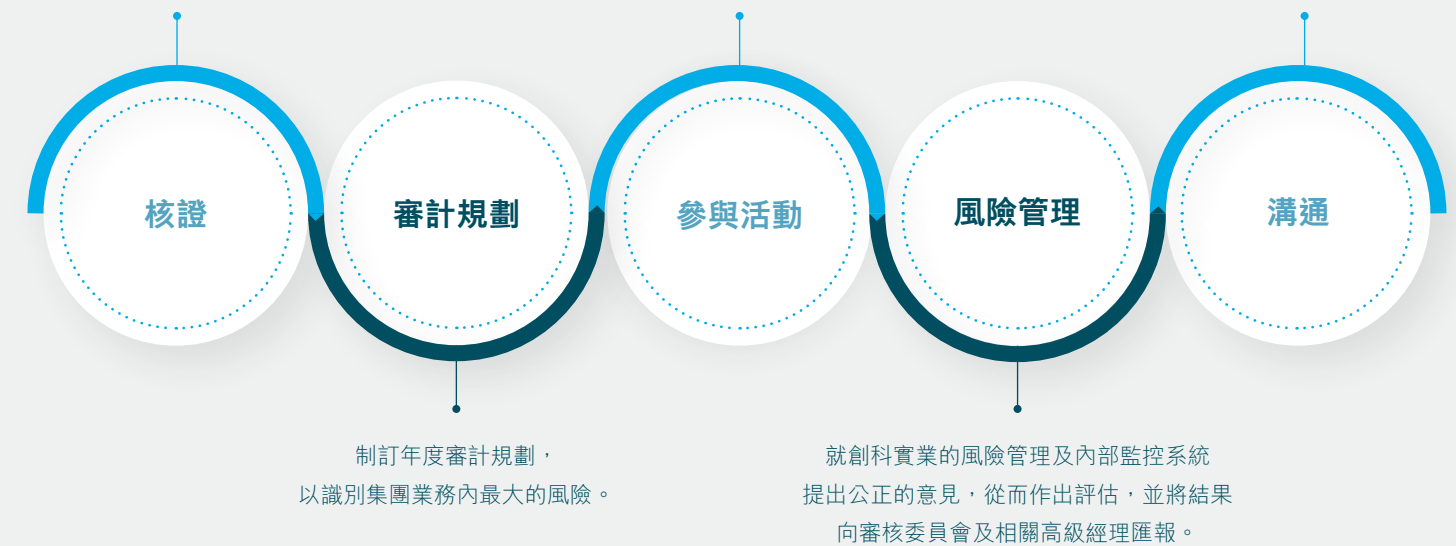 核證
審計規劃
參與活動
風險管理
溝通
制訂年度審計規劃，
以識別集團業務內最大的風險。
就創科實業的風險管理及內部監控系統
提出公正的意見，從而作出評估，並將結果
向審核委員會及相關高級經理匯報。